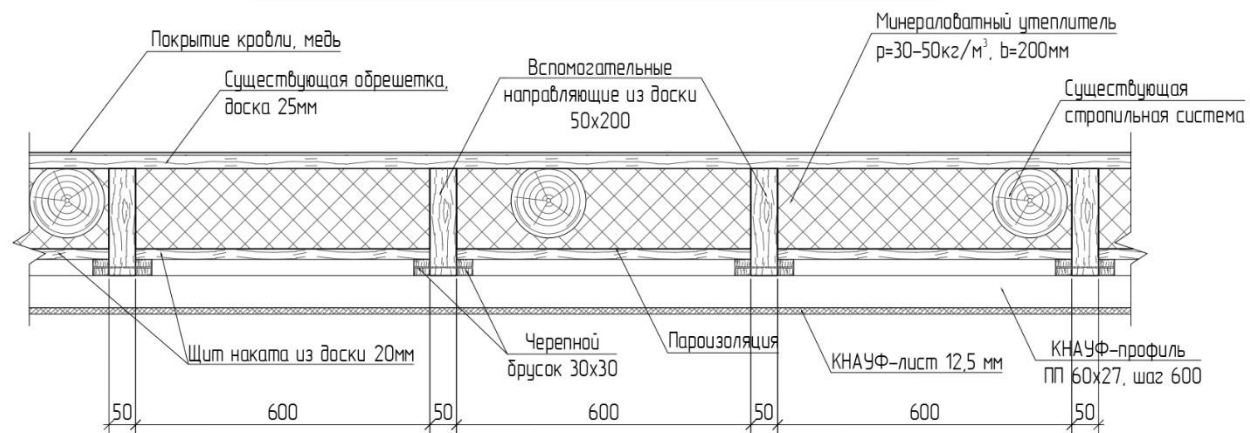 Покрытие кровли, медь
Существующая обрешетка,
доска 25мм
Вспомогательные
направляющие из доски
50х200
Минераловатный утеплитель
р=30-50кг/м³, b=200мм
Существующая
стропильная система
Щит наката из доски 20мм
Черепной
брусок 30х30
Пароизоляция
КНАУФ-лист 12,5 мм
КНАУФ-профиль
ПП 60х27, шаг 600
50
600
50
600
50
600
50